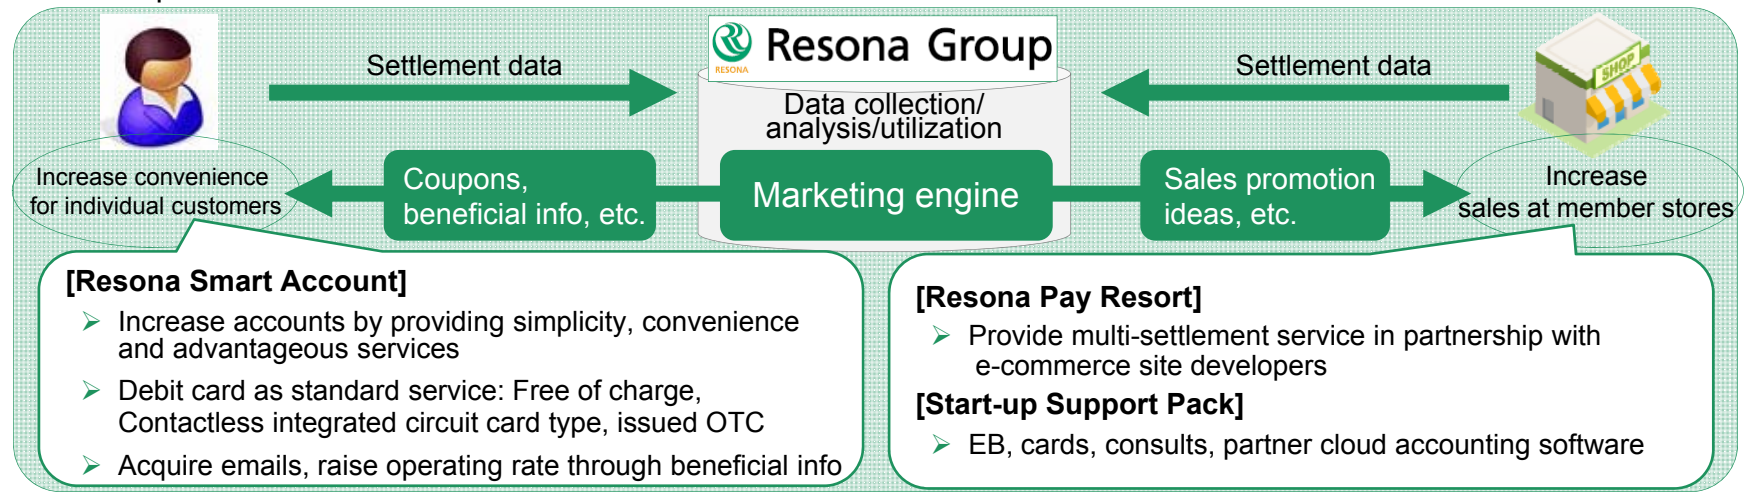 Settlement data
RESONA
Resona Group
Settlement data
SHOP
Data collection/
analysis/utilization
Increase convenience
for individual customers
Coupons,
beneficial info, etc.
Marketing engine
Sales promotion
ideas, etc.
Increase
sales at member stores
[Resona Smart Account]
➢ Increase accounts by providing simplicity, convenience
and advantageous services
➢ Debit card as standard service: Free of charge,
Contactless integrated circuit card type, issued OTC
➢ Acquire emails, raise operating rate through beneficial info
[Resona Pay Resort]
➢ Provide multi-settlement service in partnership with
e-commerce site developers
[Start-up Support Pack]
➢ EB, cards, consults, partner cloud accounting software